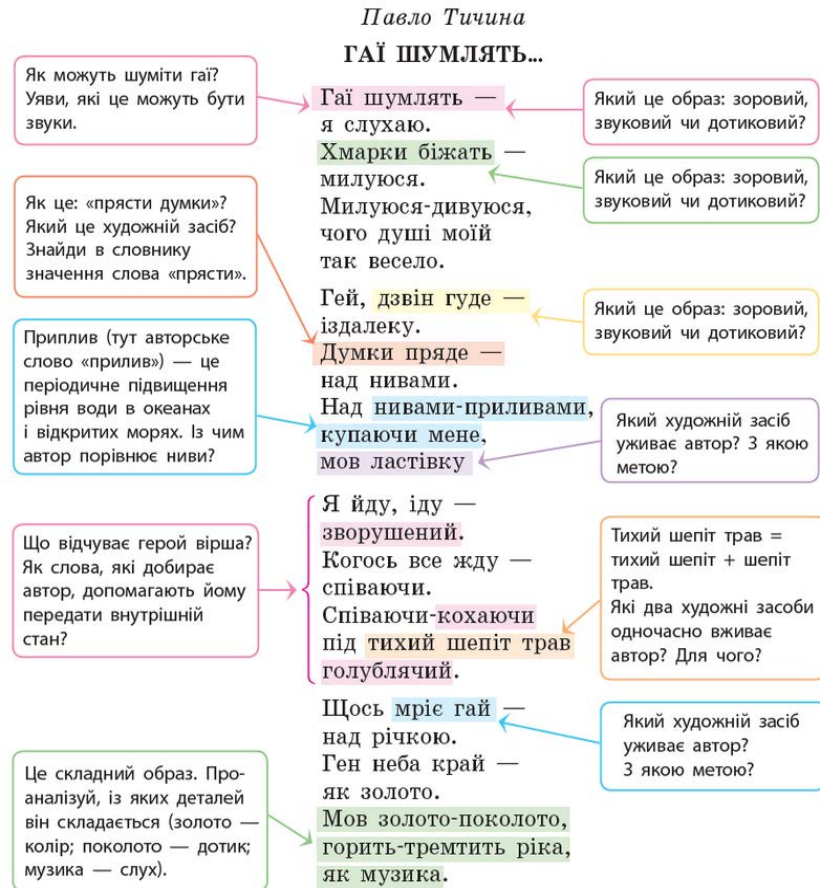 Павло Тичина
ГАЇ ШУМЛЯТЬ...
Як можуть шуміти гаї?
Уяви, які це можуть бути
звуки.
Гаї шумлять —
я слухаю.
Хмарки біжать —
милуюся.
Милуюся-дивуюся,
чого душі моїй
так весело.
Який це образ: зоровий,
звуковий чи дотиковий?
Який це образ: зоровий,
звуковий чи дотиковий?
Як це: «прясти думки»?
Який це художній засіб?
Знайди в словнику
значення слова «прясти».
Гей, дзвін гуде —
іздалеку.
Думки пряде —
над нивами.
Над нивами-приливами,
купаючи мене,
мов ластівку
Який це образ: зоровий,
звуковий чи дотиковий?
Приплив (тут авторське
слово «прилив») — це
періодичне підвищення
рівня води в океанах
і відкритих морях. Із чим
автор порівнює ниви?
Який художній засіб
уживає автор? З якою
метою?
Що відчуває герой вірша?
Як слова, які добирає
автор, допомагають йому
передати внутрішній
стан?
Я йду, іду —
зворушений.
Когось все жду —
співаючи.
Співаючи-кохаючи
під тихий шепіт трав
голублячий.
Тихий шепіт трав =
тихий шепіт + шепіт
трав.
Які два художні засоби
одночасно вживає
автор? Для чого?
Щось мріє гай —
над річкою.
Ген неба край —
як золото.
Мов золото-поколото,
горить-тремтить ріка,
як музика.
Який художній засіб
уживає автор?
З якою метою?
Це складний образ. Про-
аналізуй, із яких деталей
він складається (золото —
колір; поколото — дотик;
музика — слух).